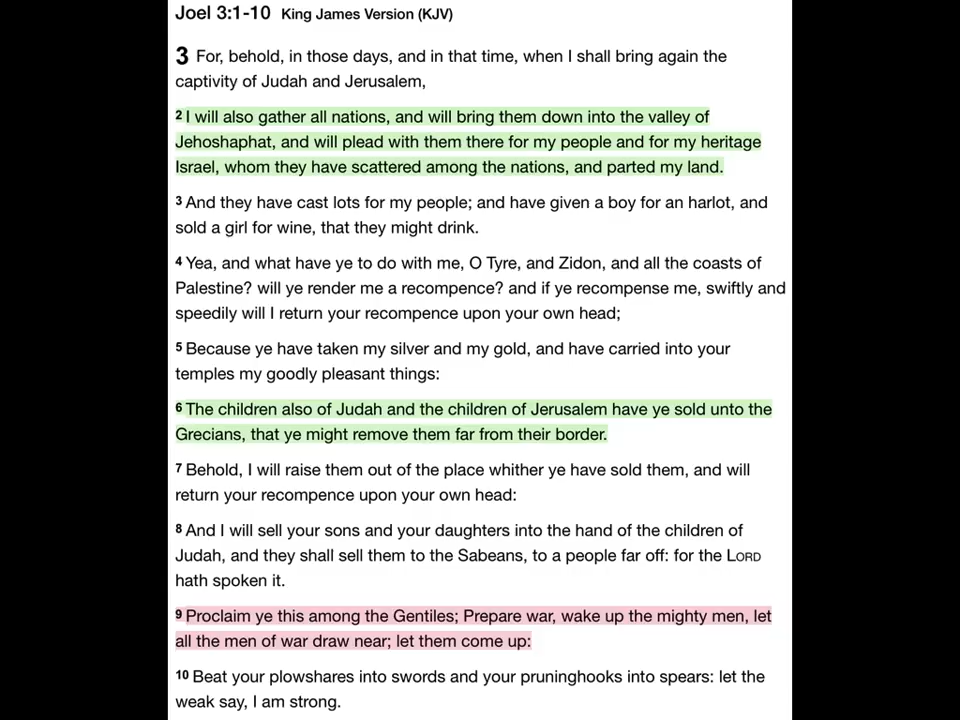 Joel 3:1-10 King James Version (KJV)
3 For, behold, in those days, and in that time, when I shall bring again the
captivity of Judah and Jerusalem,
2 I will also gather all nations, and will bring them down into the valley of
Jehoshaphat, and will plead with them there for my people and for my heritage
Israel, whom they have scattered among the nations, and parted my land.
3 And they have cast lots for my people; and have given a boy for an harlot, and
sold a girl for wine, that they might drink.
4 Yea, and what have ye to do with me, O Tyre, and Zidon, and all the coasts of
Palestine? will ye render me a recompence? and if ye recompense me, swiftly and
speedily will I return your recompence upon your own head;
5 Because ye have taken my silver and my gold, and have carried into your
temples my goodly pleasant things:
6 The children also of Judah and the children of Jerusalem have ye sold unto the
Grecians, that ye might remove them far from their border.
7 Behold, I will raise them out of the place whither ye have sold them, and will
return your recompence upon your own head:
8 And I will sell your sons and your daughters into the hand of the children of
Judah, and they shall sell them to the Sabeans, to a people far off: for the LORD
hath spoken it.
9 Proclaim ye this among the Gentiles; Prepare war, wake up the mighty men, let
all the men of war draw near; let them come up:
10 Beat your plowshares into swords and your pruninghooks into spears: let the
weak say, I am strong.